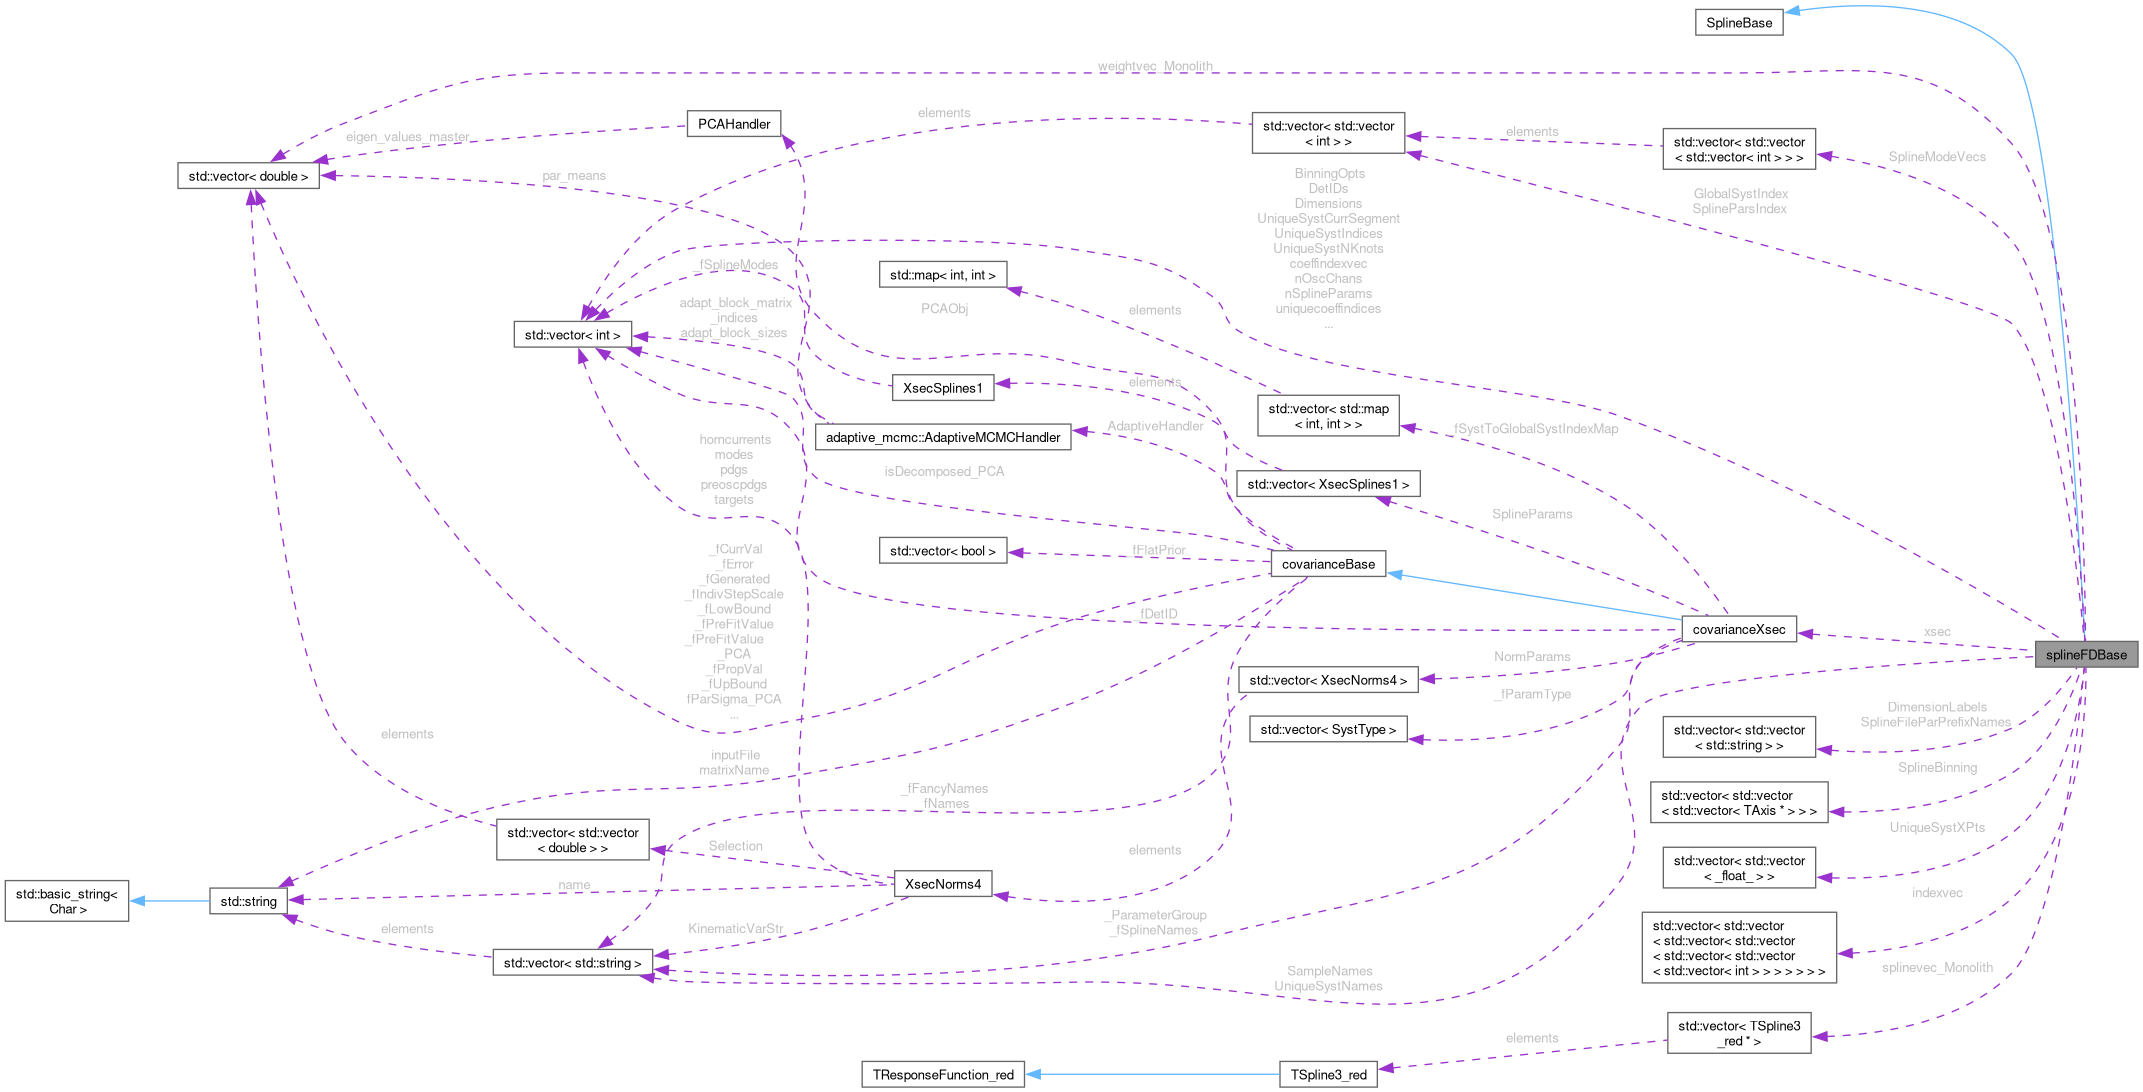 SplineBase
weightvec_Monolith
PCAHandler
elements
std::vector< std::vector
< int > >
elements
std::vector< std::vector
< std::vector< int > > >
eigen_values_master
SplineModeVecs
std::vector< double >
par_means
BinningOpts
DetIDs
Dimensions
UniqueSystCurrSegment
UniqueSystIndices
UniqueSystNKnots
coeffindexvec
nOscChans
nSplineParams
uniquecoeffindices
...
GlobalSystIndex
SplineParsIndex
_fSplineModes
std::map< int, int >
adapt_block_matrix
_indices
adapt_block_sizes
PCAObj
elements
std::vector< int >
XsecSplines1
elements
std::vector< std::map
< int, int > >
adaptive_mcmc::AdaptiveMCMCHandler
AdaptiveHandler
fSystToGlobalSystIndexMap
horncurrents
modes
pdgs
preoscpdgs
targets
isDecomposed_PCA
std::vector< XsecSplines1 >
SplineParams
_fCurrVal
_fError
_fGenerated
_fIndivStepScale
_fLowBound
_fPreFitValue
_fPreFitValue
_PCA
_fPropVal
_fUpBound
fParSigma_PCA
...
std::vector< bool >
fFlatPrior
covarianceBase
_fDetID
covarianceXsec
xsec
splineFDBase
NormParams
std::vector< XsecNorms4 >
_fParamType
std::vector< SystType >
DimensionLabels
SplineFileParPrefixNames
std::vector< std::vector
< std::string > >
elements
inputFile
matrixName
SplineBinning
_fFancyNames
_fNames
std::vector< std::vector
< std::vector< TAxis * > > >
std::vector< std::vector
< double > >
Selection
elements
UniqueSystXPts
std::vector< std::vector
< _float_ > >
std::basic_string<
Char >
std::string
name
XsecNorms4
indexvec
elements
KinematicVarStr
_ParameterGroup
_fSplineNames
std::vector< std::vector
< std::vector< std::vector
< std::vector< std::vector
< std::vector< int > > > > > > >
std::vector< std::string >
SampleNames
UniqueSystNames
splinevec_Monolith
std::vector< TSpline3
_red * >
elements
TResponseFunction_red
TSpline3_red